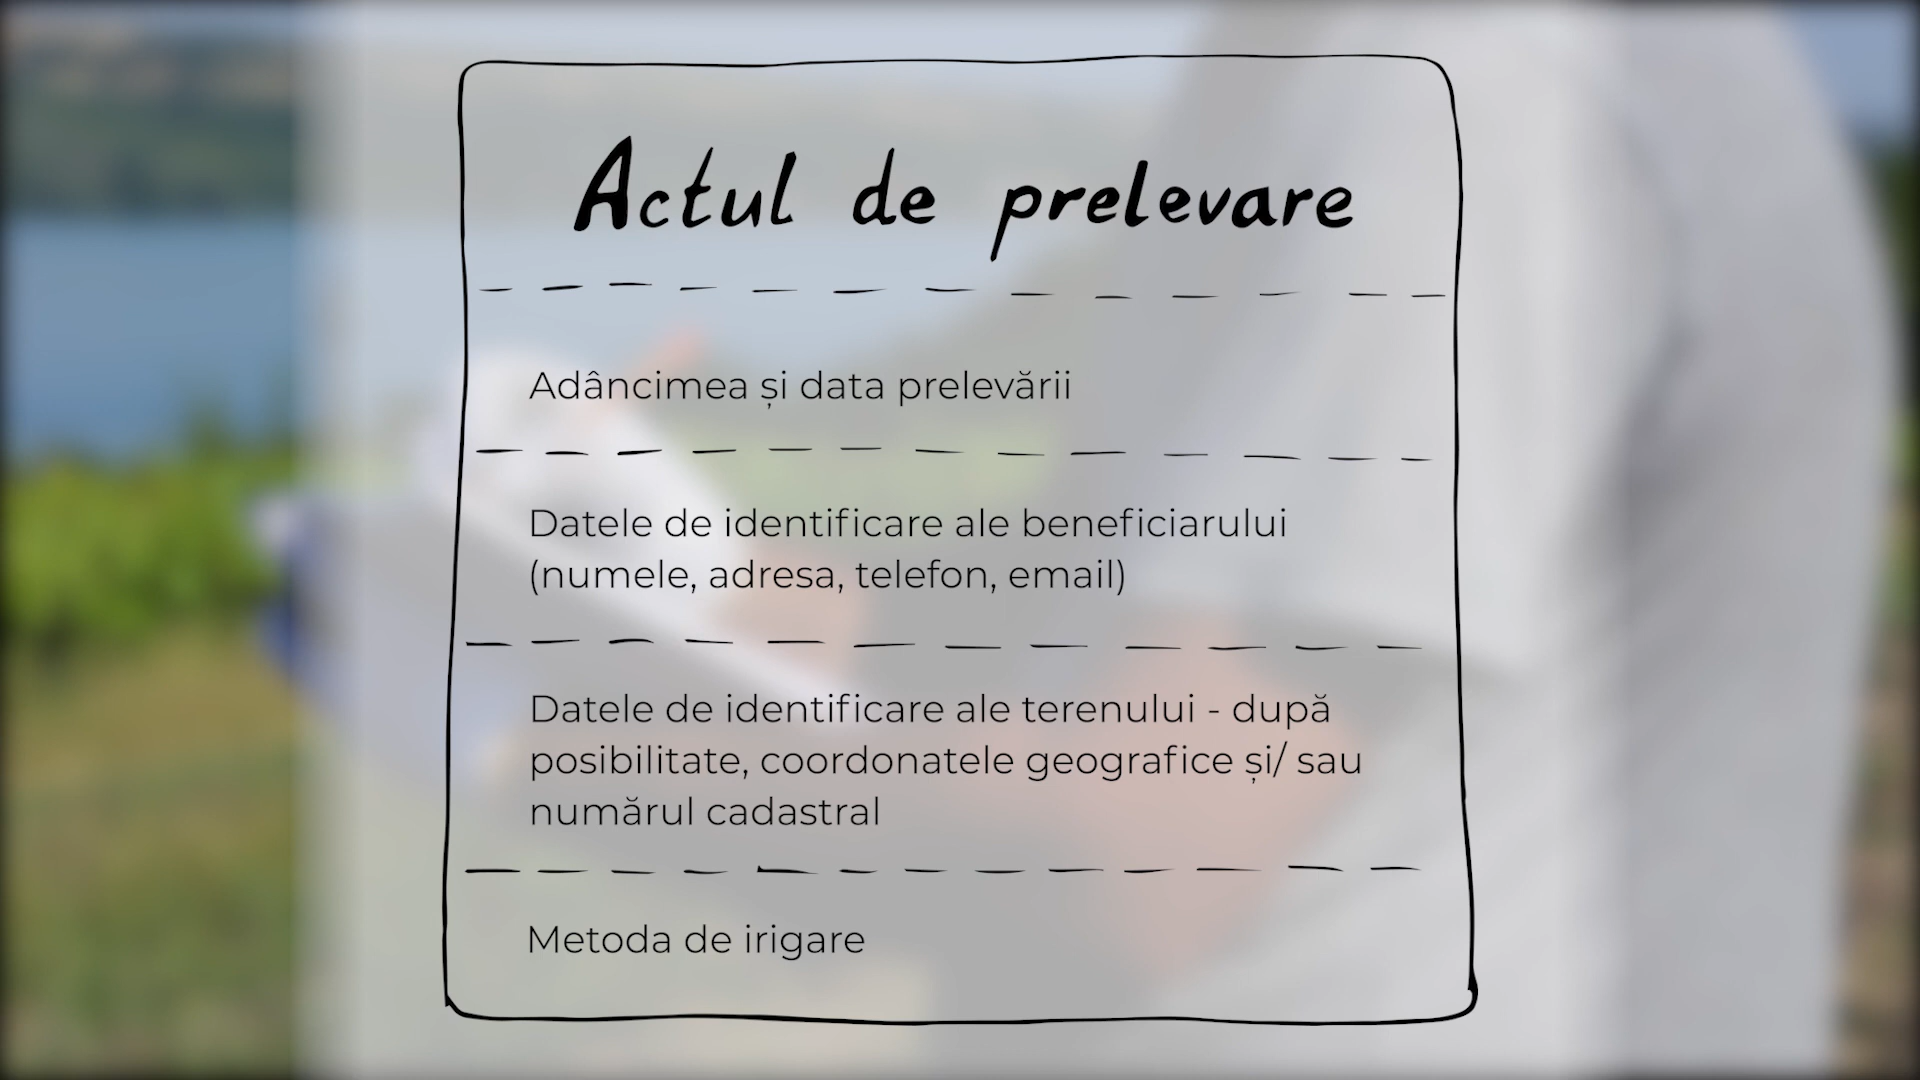 Actul de prelevare
Adâncimea și data prelevării
Datele de identificare ale beneficiarului
(numele, adresa, telefon, email)
Datele de identificare ale terenului - după
posibilitate, coordonatele geografice și/ sau
numărul cadastral
Metoda de irigare